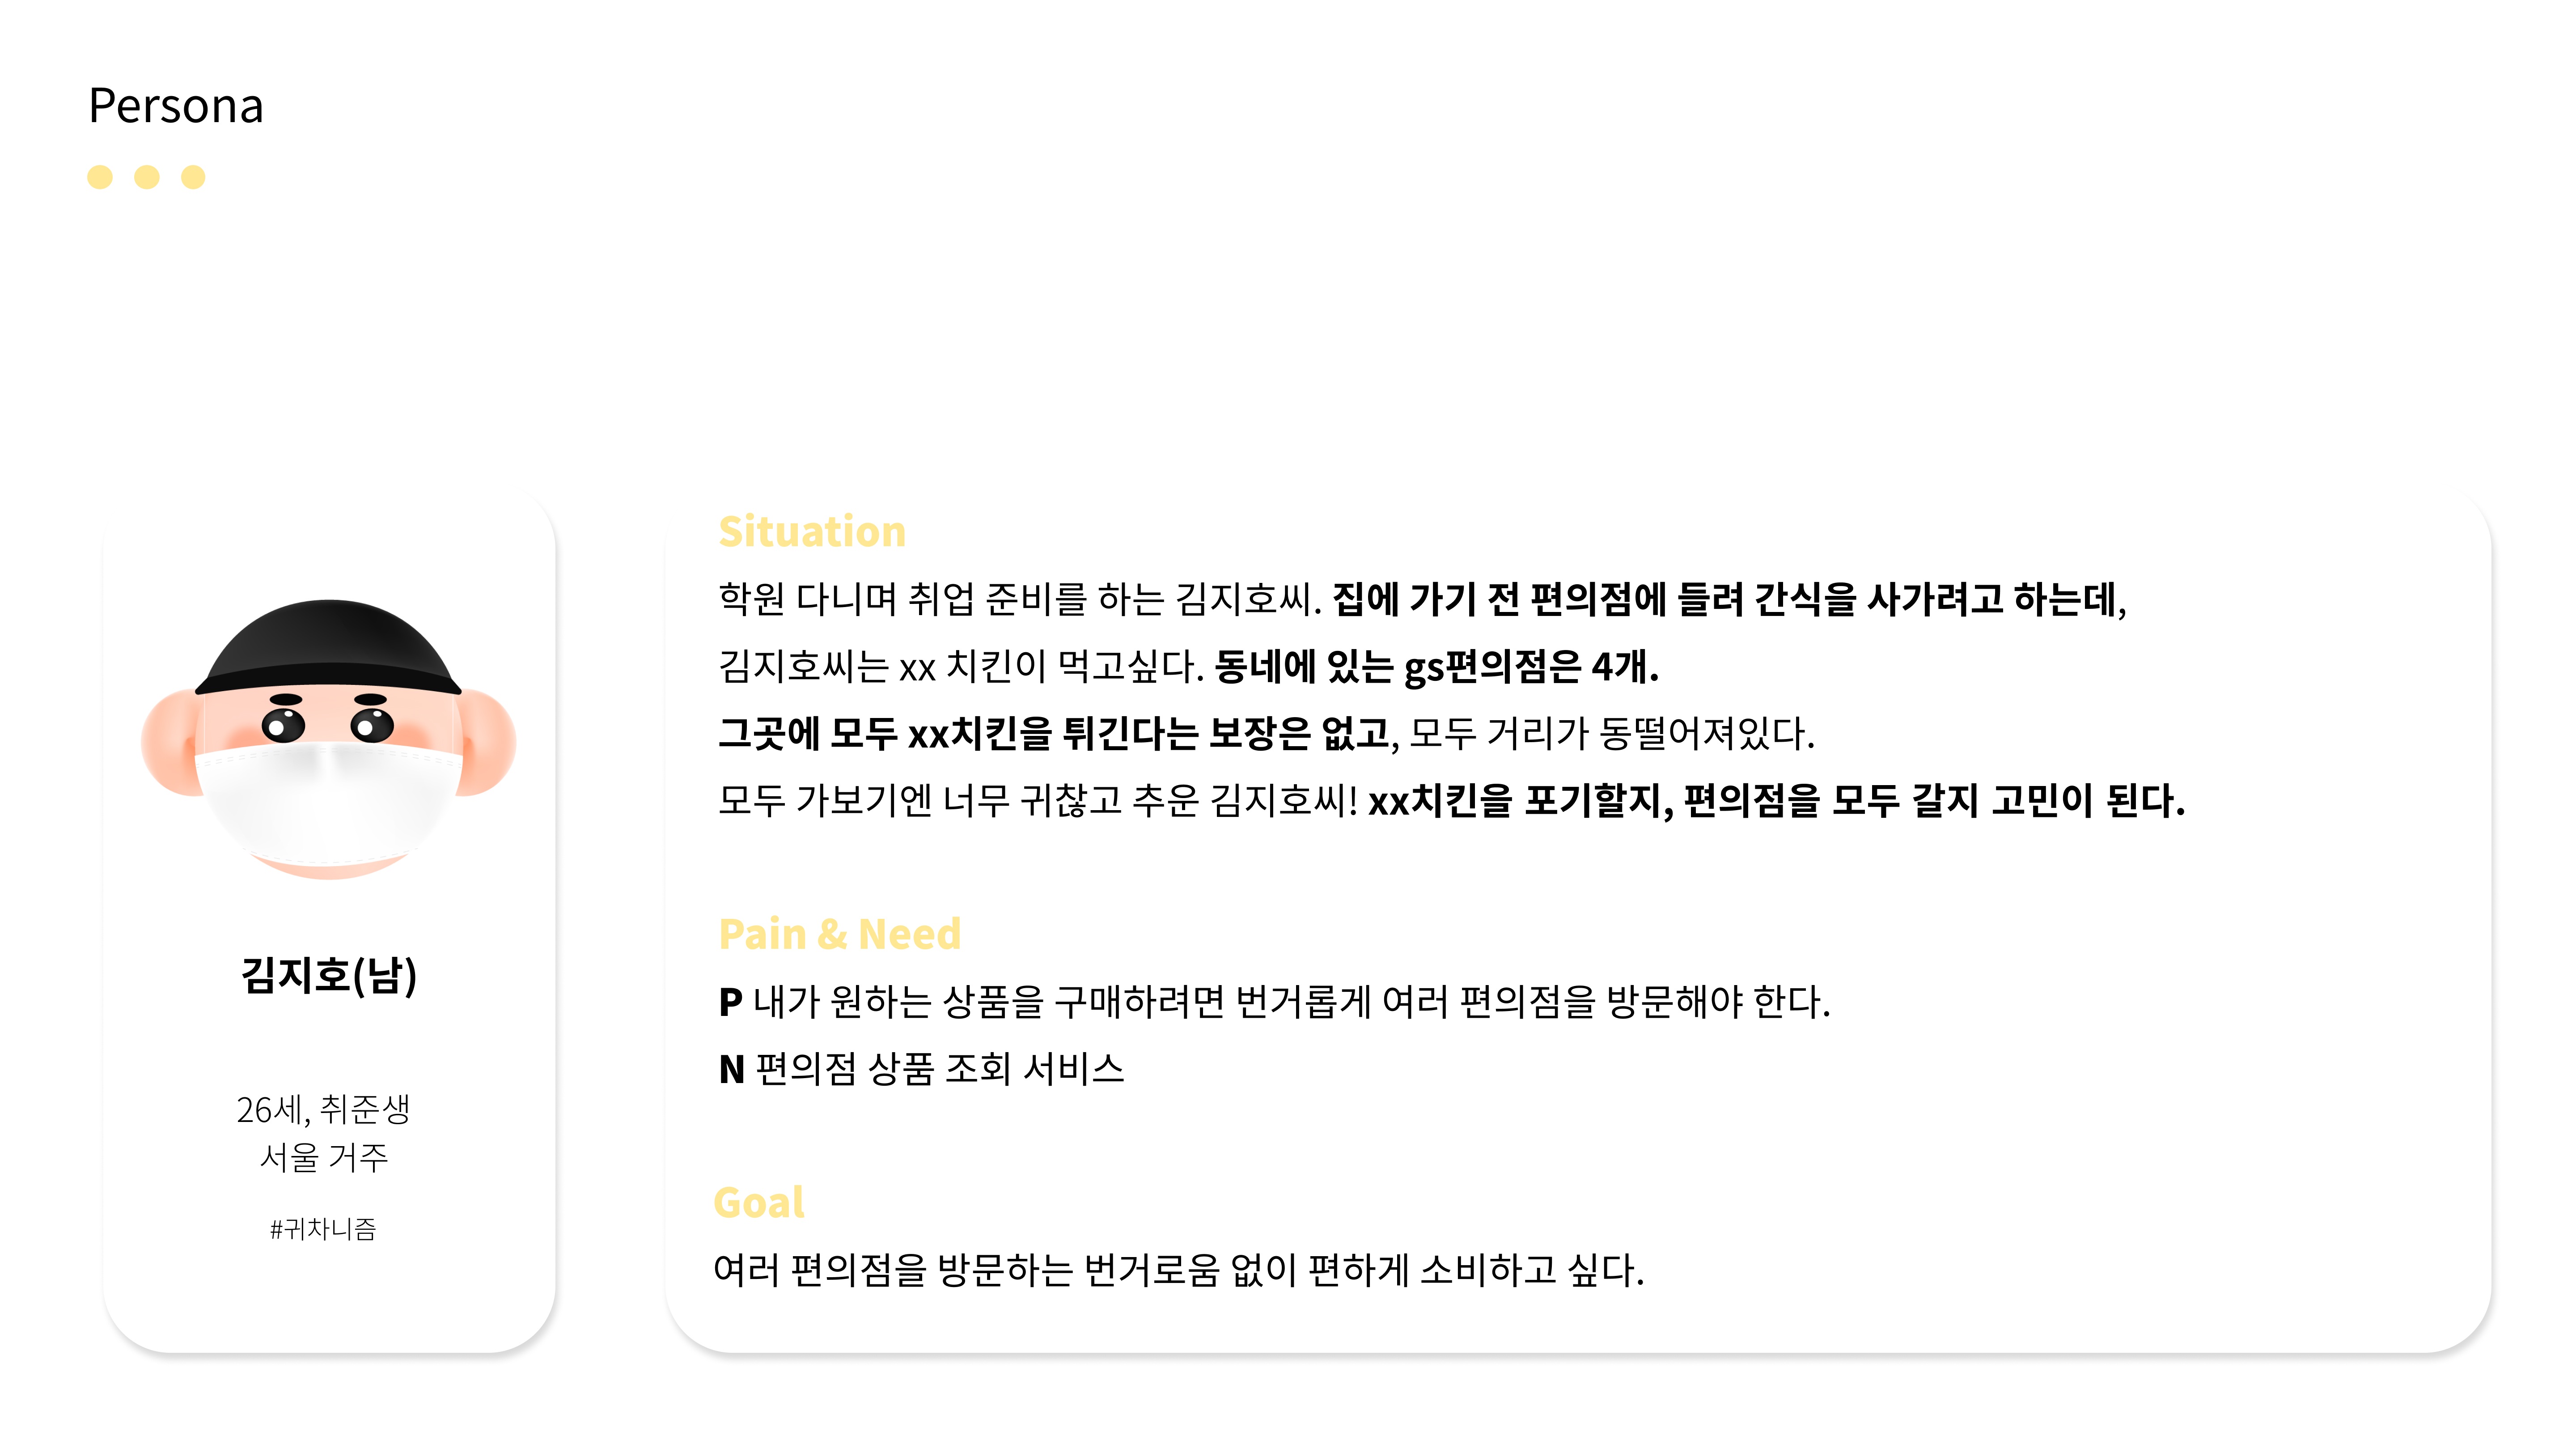 Persona
김지호(남)
26세, 취준생
서울 거주
#귀차니즘
Situation
학원 다니며 취업 준비를 하는 김지호씨. 집에 가기 전 편의점에 들려 간식을 사가려고 하는데,
김지호씨는 xx 치킨이 먹고싶다. 동네에 있는 gs편의점은 4개.
그곳에 모두 xx치킨을 튀긴다는 보장은 없고, 모두 거리가 동떨어져있다.
모두 가보기엔 너무 귀찮고 추운 김지호씨! xx치킨을 포기할지, 편의점을 모두 갈지 고민이 된다.
Pain & Need
P 내가 원하는 상품을 구매하려면 번거롭게 여러 편의점을 방문해야 한다.
N 편의점 상품 조회 서비스
Goal
여러 편의점을 방문하는 번거로움 없이 편하게 소비하고 싶다.